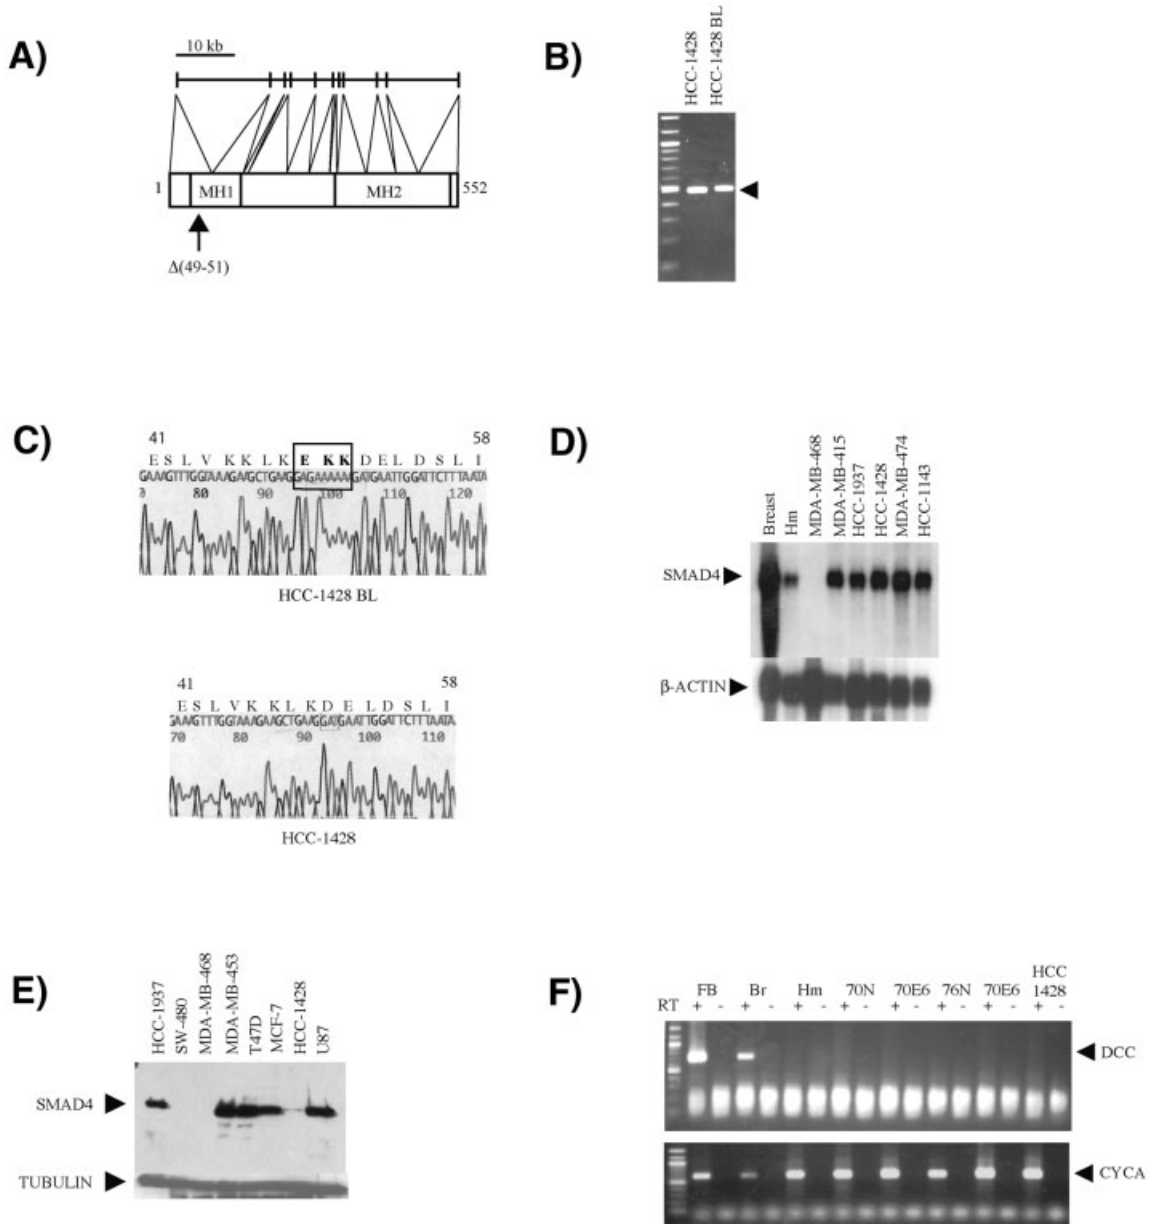 A)
10 kb
1 MH1 MH2 552
Δ(49-51)
B)
HCC-1428
HCC-1428 BL
C)
41 58
E S L V K K L K E K K D E L D S L I
GAAAGTTTGGTAAAGAAGCTGAAGGAGAAAAAAGATGAATTGGATTCTTTAATA
80 90 100 110 120
HCC-1428 BL
41 58
E S L V K K L K D E L D S L I
GAAAGTTTGGTAAAGAAGCTGAAGGATGAATTGGATTCTTTAATA
70 80 90 100 110
HCC-1428
D)
Breast
Hm
MDA-MB-468
MDA-MB-415
HCC-1937
HCC-1428
MDA-MB-474
HCC-1143
SMAD4
β-ACTIN
E)
HCC-1937
SW-480
MDA-MB-468
MDA-MB-453
T47D
MCF-7
HCC-1428
U87
SMAD4
TUBULIN
F)
FB Br Hm 70N 70E6 76N 70E6 HCC 1428
RT + - + - + - + - + - + - + - + -
DCC
CYCA